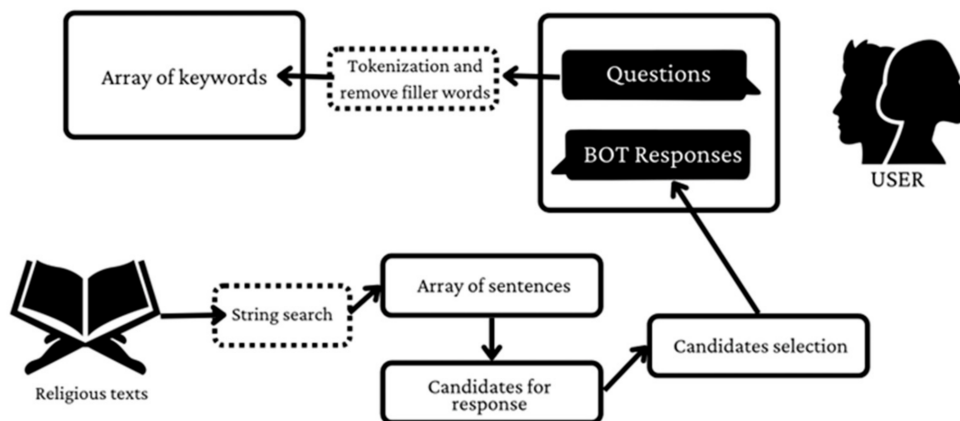 Array of keywords
Tokenization and
remove filler words
Questions
BOT Responses
USER
Religious texts
String search
Array of sentences
Candidates for
response
Candidates selection